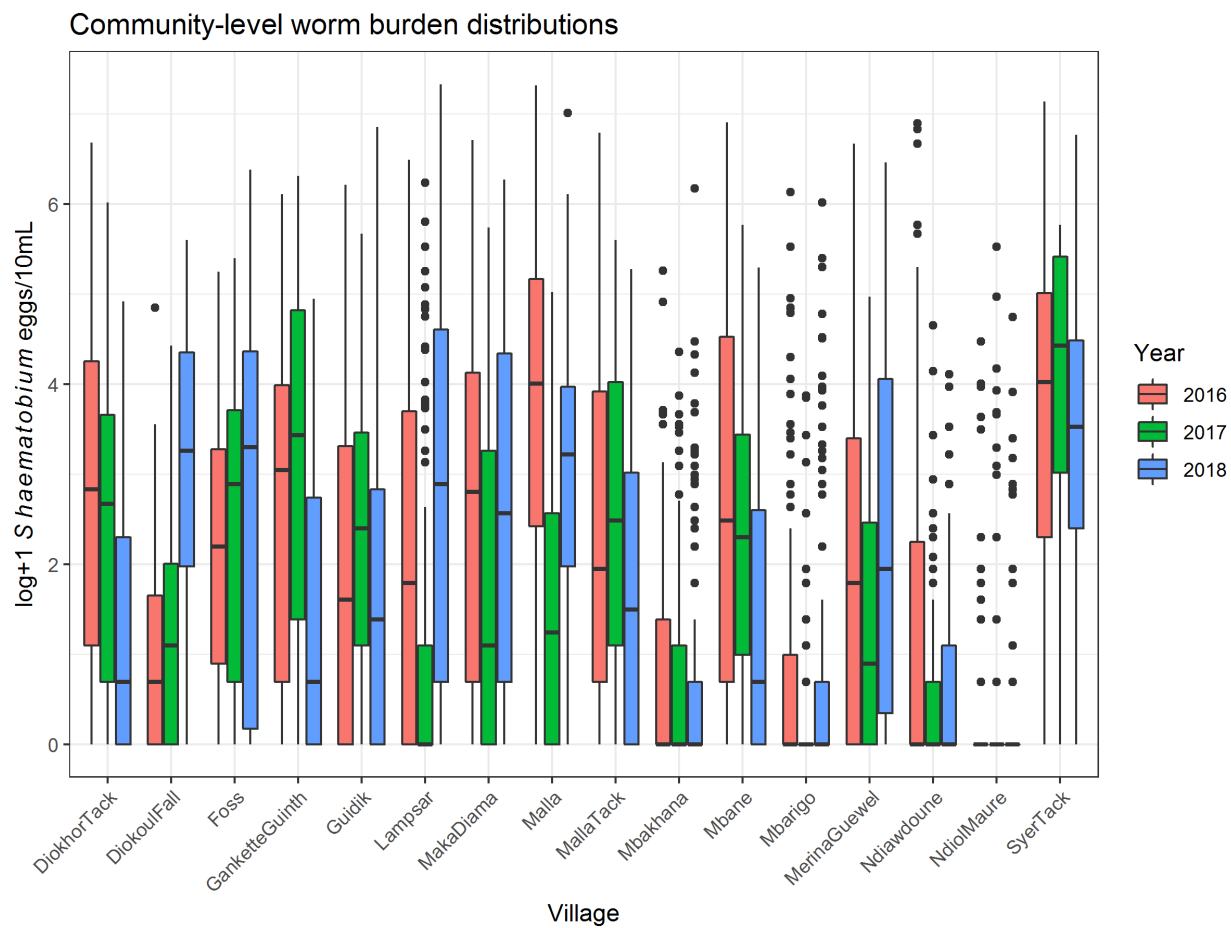 Community-level worm burden distributions
log+1 S haematobium eggs/10mL
6
4
2
0
DiokhorTack
DiokoulFall
Foss
GanketteGuinth
Guidik
Lampsar
MakaDiama
Malla
MallaTack
Mbakhana
Mbane
Mbarigo
MerinaGuewel
Ndiawdoune
NdiolMaure
SyerTack
Village
Year
2016
2017
2018